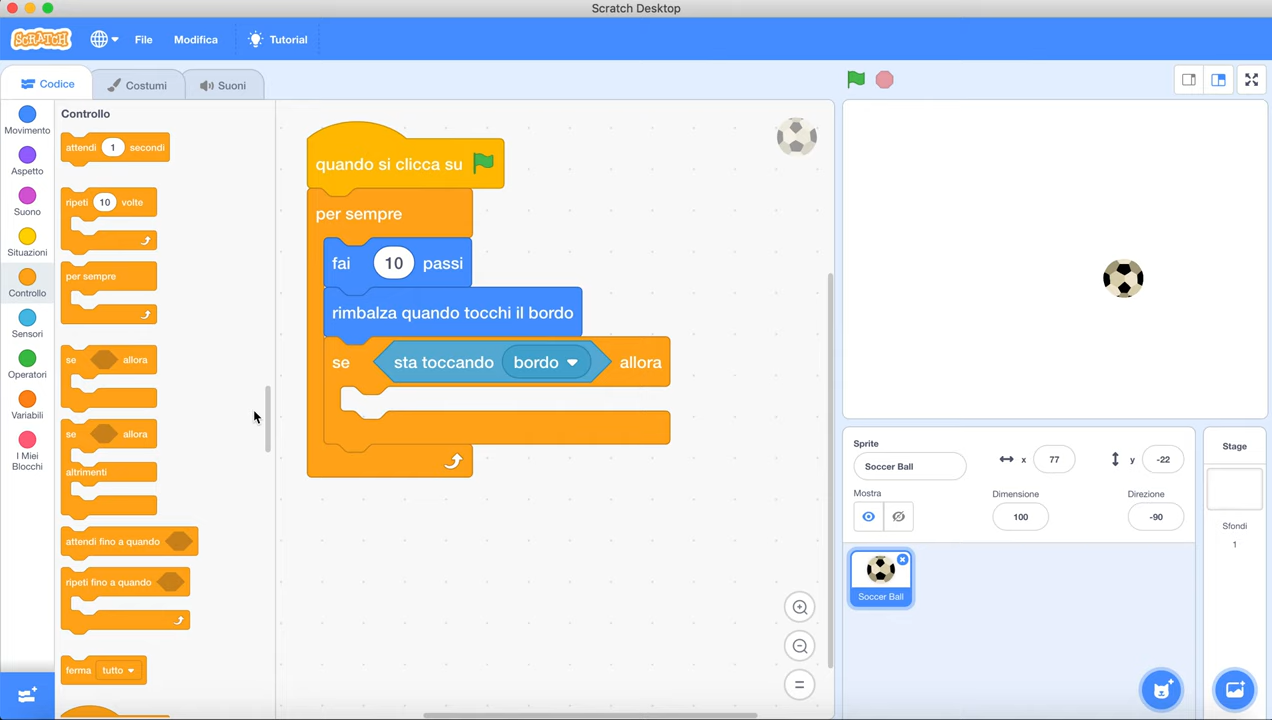 Scratch Desktop
SCRATCH
File
Modifica
Tutorial
Codice
Costumi
Suoni
Movimento
Aspetto
Suono
Situazioni
Controllo
Sensori
Operatori
Variabili
I Miei
Blocchi
Controllo
attendi 1 secondi
ripeti 10 volte
per sempre
se allora
se allora
altrimenti
attendi fino a quando
ripeti fino a quando
ferma tutto
quando si clicca su
per sempre
fai 10 passi
rimbalza quando tocchi il bordo
se sta toccando bordo allora
Sprite
Soccer Ball
x 77
y -22
Mostra
Dimensione
100
Direzione
-90
Soccer Ball
Stage
Sfondi
1